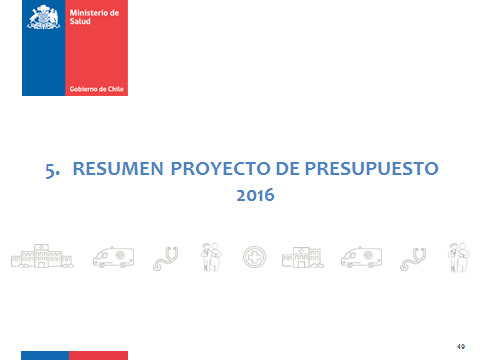 Ministerio de
Salud
Gobierno de Chile
5. RESUMEN PROYECTO DE PRESUPUESTO
2016
49